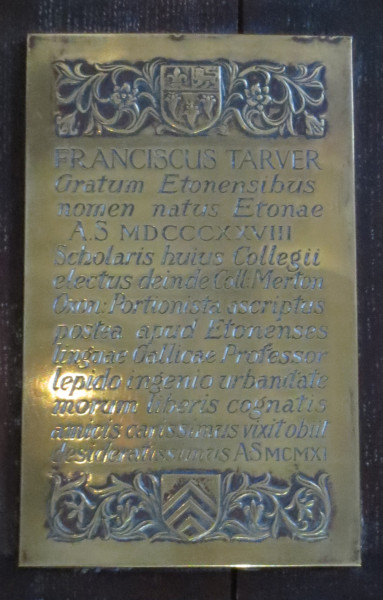 FRANCISCUS TARVER
Gratum Etonensibus
nomen natus Etonae
A.S MDCCCXXVIII
Scholaris huius Collegii
electus deinde Coll: Merton
Oxon: Portionista ascriptus
postea apud Etonenses
linguae Gallicae Professor
lepido ingenio urbanitate
morum liberis cognatis
amicis carissimus vixit obiit
desideratissimus AS MCMXI